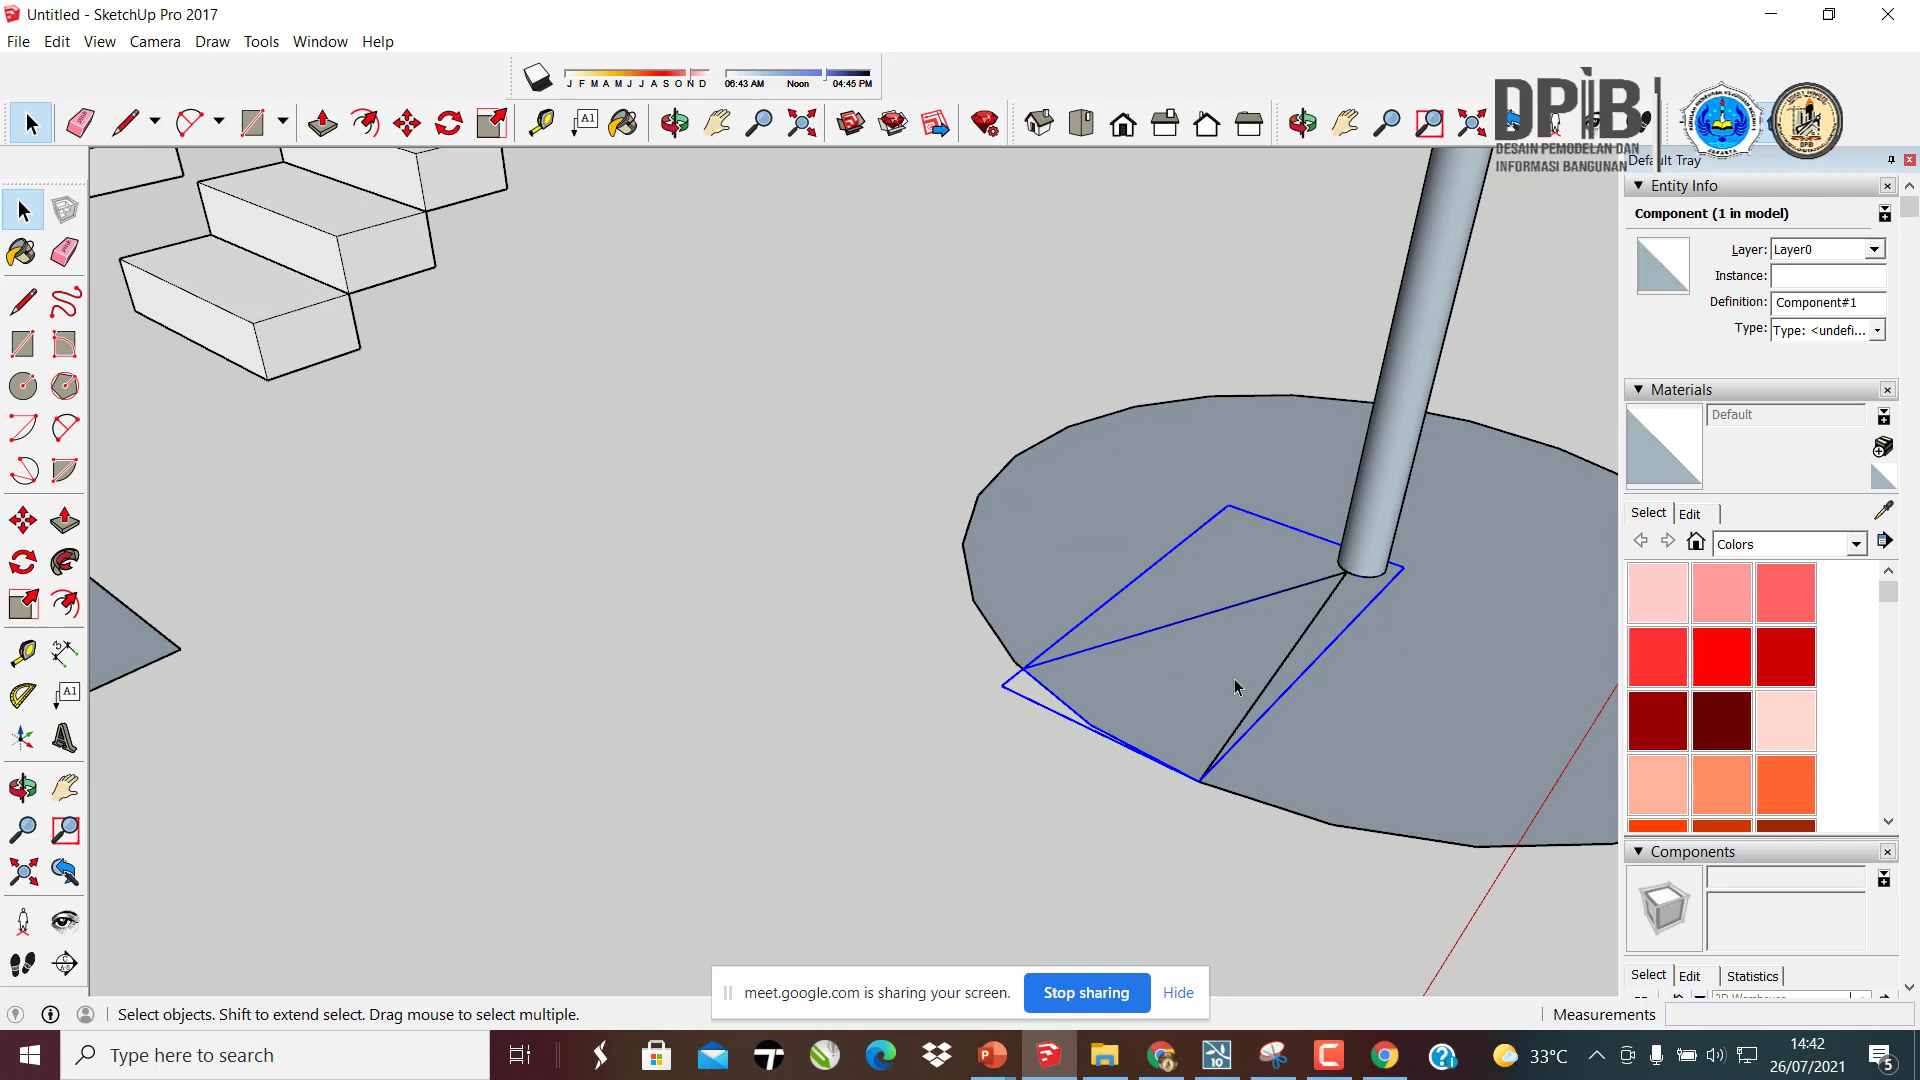 Untitled - SketchUp Pro 2017
File Edit View Camera Draw Tools Window Help
J F M A M J J A S O N D
06:43 AM Noon 04:45 PM
DPiB
DESAIN PEMODELAN DAN
INFORMASI BANGUNAN
A1
Default Tray
Entity Info
Component (1 in model)
Layer: Layer0
Instance:
Definition: Component#1
Type: Type: <undefi...
Materials
Default
Select Edit
Colors
A1
Components
Select Edit Statistics
meet.google.com is sharing your screen. Stop sharing Hide
Select objects. Shift to extend select. Drag mouse to select multiple.
Measurements
Type here to search
10
33°C
14:42
26/07/2021
5